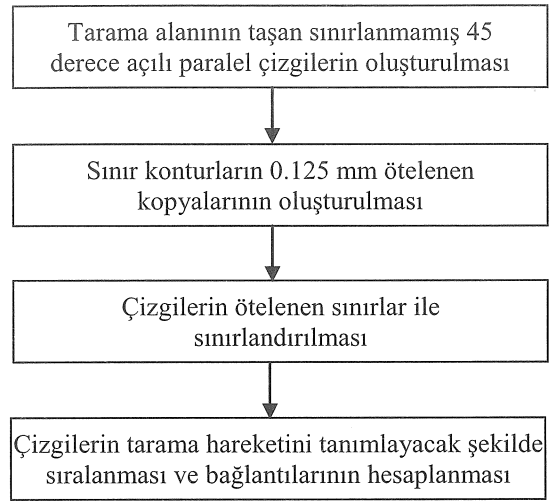 Tarama alanının taşan sınırlanmamış 45
derece açılı paralel çizgilerin oluşturulması
Sınır konturların 0.125 mm ötelenen
kopyalarının oluşturulması
Çizgilerin ötelenen sınırlar ile
sınırlandırılması
Çizgilerin tarama hareketini tanımlayacak şekilde
sıralanması ve bağlantılarının hesaplanması